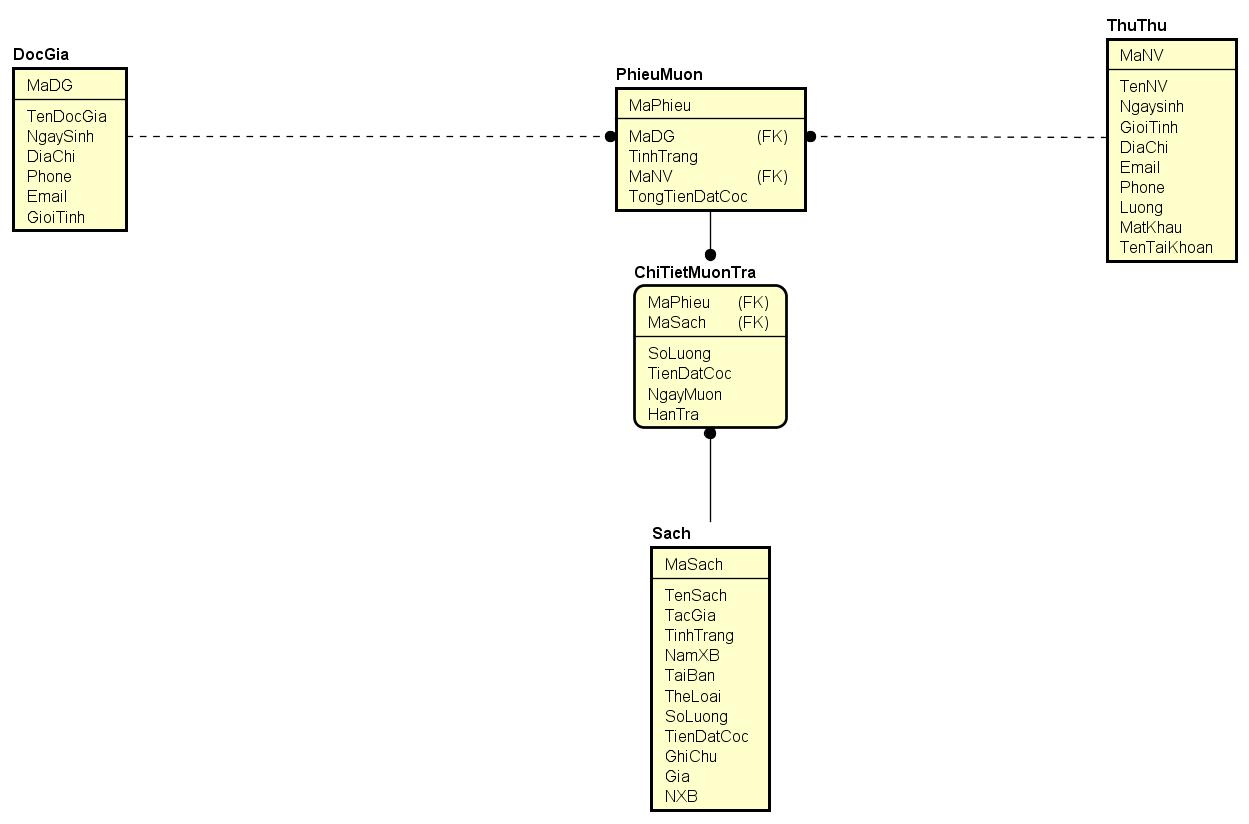 DocGia
MaDG
TenDocGia
NgaySinh
DiaChi
Phone
Email
GioiTinh
PhieuMuon
MaPhieu
MaDG (FK)
TinhTrang
MaNV (FK)
TongTienDatCoc
ThuThu
MaNV
TenNV
Ngaysinh
GioiTinh
DiaChi
Email
Phone
Luong
MatKhau
TenTaiKhoan
ChiTietMuonTra
MaPhieu (FK)
MaSach (FK)
SoLuong
TienDatCoc
NgayMuon
HanTra
Sach
MaSach
TenSach
TacGia
TinhTrang
NamXB
TaiBan
TheLoai
SoLuong
TienDatCoc
GhiChu
Gia
NXB